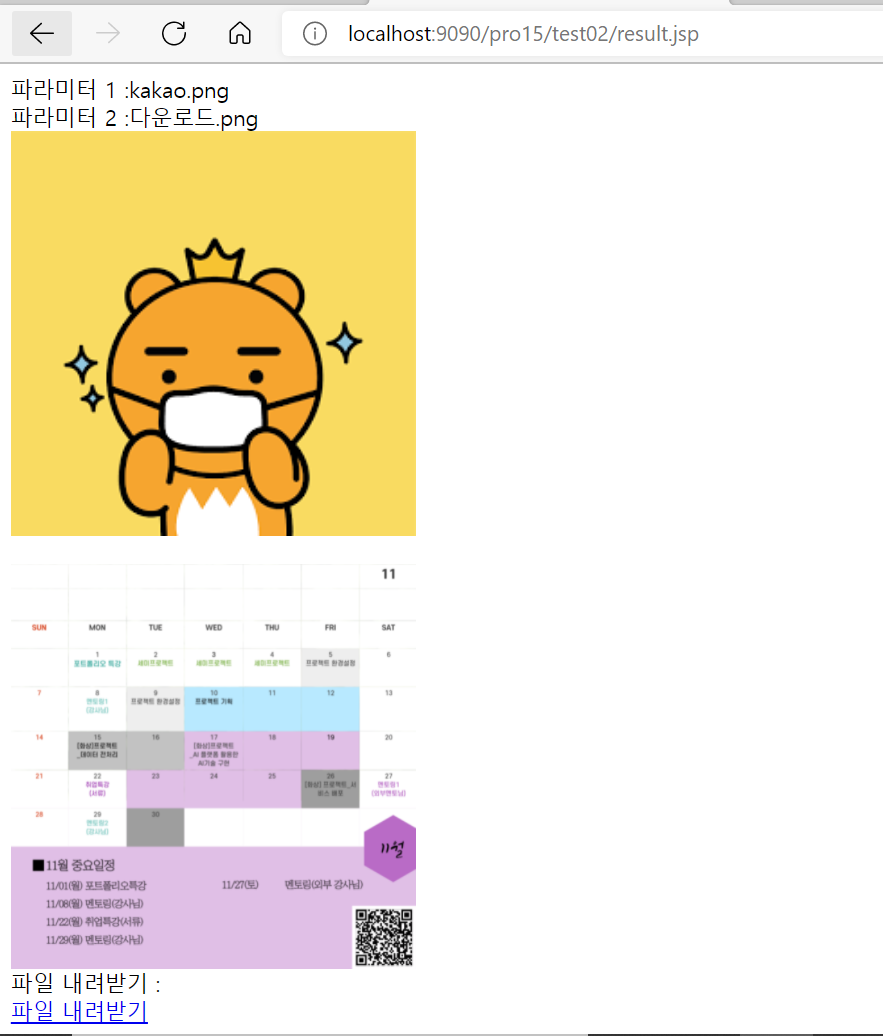 localhost:9090/pro15/test02/result.jsp
파라미터 1 :kakao.png
파라미터 2 :다운로드.png
11
SUN MON TUE WED THU FRI SAT
1 2 3 4 5 6
포트폴리오 특강 세미프로젝트 세미프로젝트 세미프로젝트 프로젝트 환경설정
7 8 9 10 11 12 13
멘토링1 프로젝트 환경설정 프로젝트 기획
(강사님)
14 15 16 17 18 19 20
[화상]프로젝트 [화상]프로젝트
_데이터 전처리 _AI 플랫폼 활용한
AI기술 구현
21 22 23 24 25 26 27
취업특강 [화상] 프로젝트_서 멘토링1
(서류) 비스 배포 (외부멘토님)
28 29 30
멘토링2
(강사님)
11월
11월 중요일정
11/01(월) 포트폴리오특강 11/27(토) 멘토링(외부 강사님)
11/08(월) 멘토링(강사님)
11/22(월) 취업특강(서류)
11/29(월) 멘토링(강사님)
파일 내려받기 :
파일 내려받기